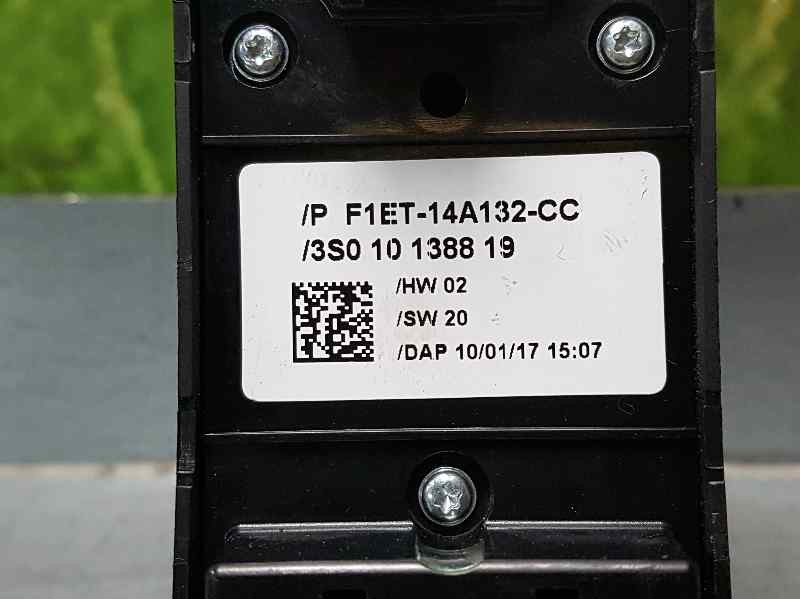 /P F1ET-14A132-CC
/3S0 10 1388 19
/HW 02
/SW 20
/DAP 10/01/17 15:07